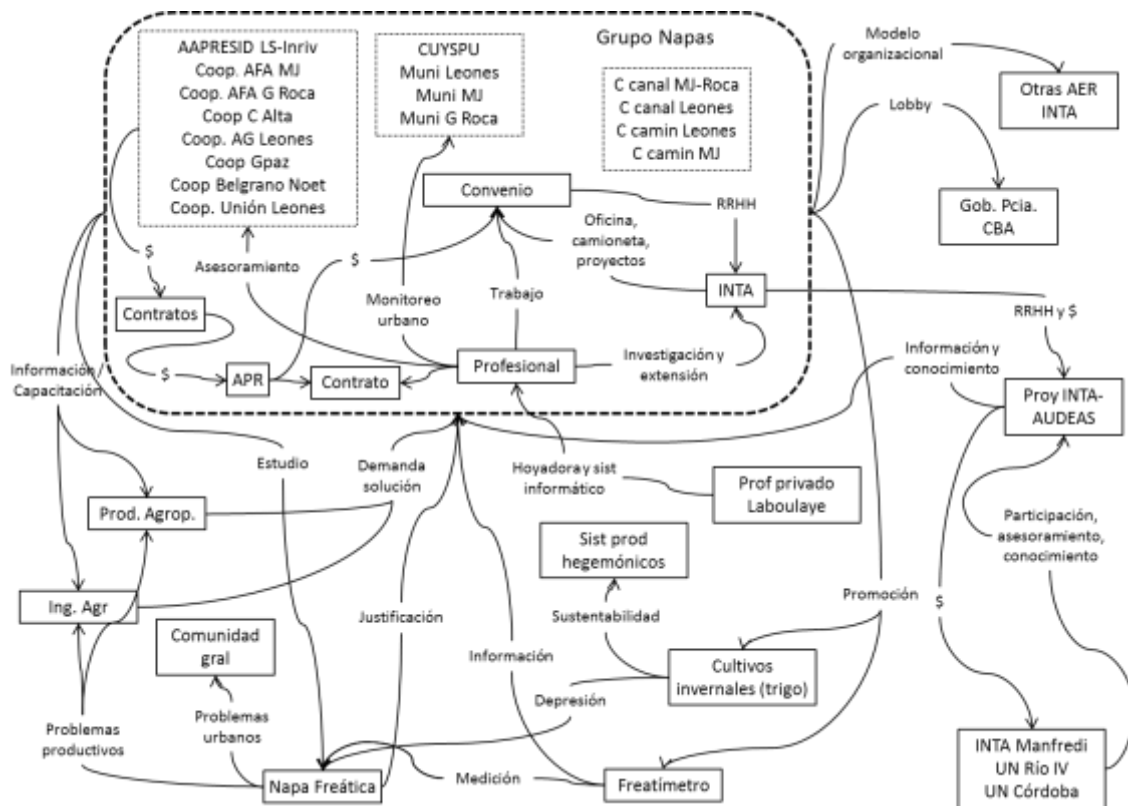 Grupo Napas
AAPRESID LS-Inriv
Coop. AFA MJ
Coop. AFA G Roca
Coop C Alta
Coop. AG Leones
Coop Gpaz
Coop Belgrano Noet
Coop. Unión Leones
CUYSPU
Muni Leones
Muni MJ
Muni G Roca
C canal MJ-Roca
C canal Leones
C camin Leones
C camin MJ
Modelo
organizacional
Otras AER
INTA
Lobby
Gob. Pcia.
CBA
Convenio
RRHH
Oficina,
camioneta,
proyectos
$
Asesoramiento
$
Monitoreo
urbano
Trabajo
INTA
Contratos
RRHH y $
$
APR
Contrato
Profesional
Investigación y
extensión
Información y
conocimiento
Información /
Capacitación
Proy INTA-
AUDEAS
Estudio
Demanda
solución
Hoyadora y sist
informático
Prof privado
Laboulaye
Prod. Agrop.
Sist prod
hegemónicos
Participación,
asesoramiento,
conocimiento
Ing. Agr
Justificación
Sustentabilidad
Promoción
$
Comunidad
gral
Información
Cultivos
invernales (trigo)
Depresión
Problemas
productivos
Problemas
urbanos
Napa Freática
Medición
Freatímetro
INTA Manfredi
UN Río IV
UN Córdoba